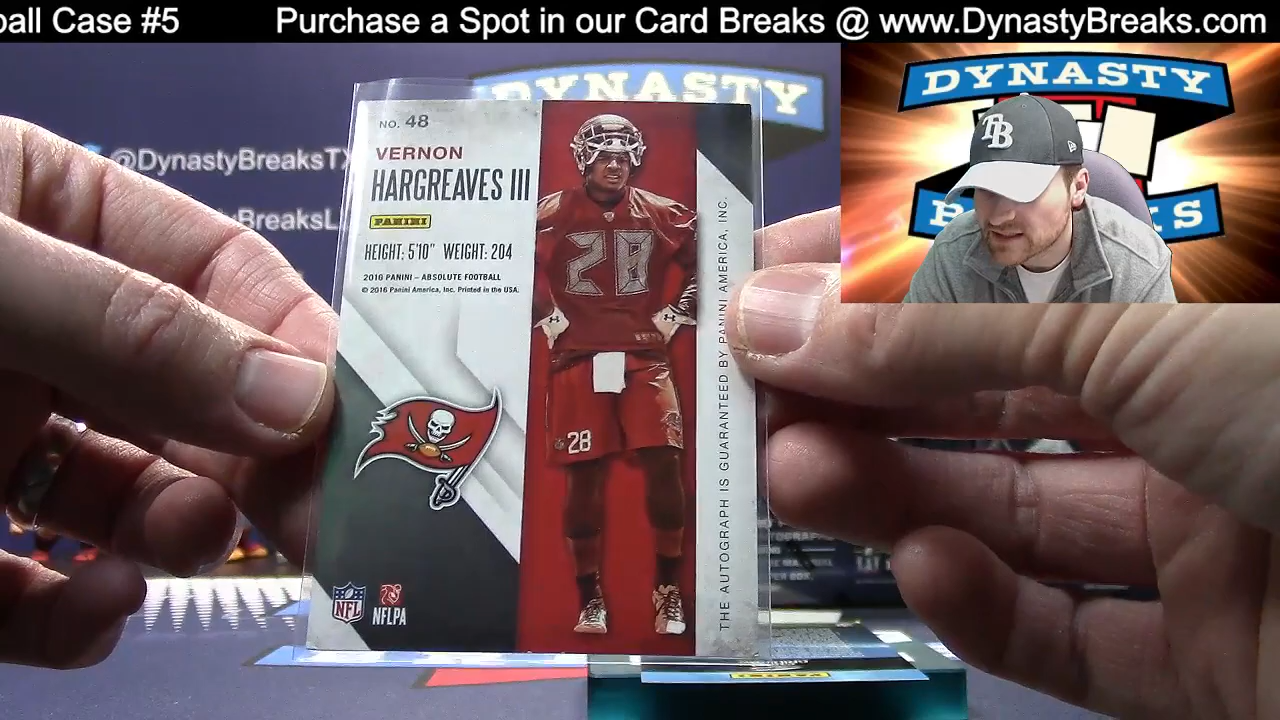 ball Case #5 Purchase a Spot in our Card Breaks @ www.DynastyBreaks.com
DYNASTY
TB
@DynastyBreaksTX
NO. 48
VERNON
HARGREAVES III
PANINI
HEIGHT: 5'10" WEIGHT: 204
2016 PANINI – ABSOLUTE FOOTBALL
© 2016 Panini America, Inc. Printed in the USA.
28
28
NFL
NFLPA
THE AUTOGRAPH IS GUARANTEED BY PANINI AMERICA, INC.
PANINI